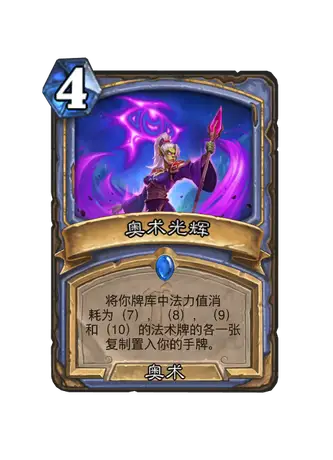 4
奥术光辉
将你牌库中法力值消
耗为（7），（8），（9）
和（10）的法术牌的各一张
复制置入你的手牌。
奥术